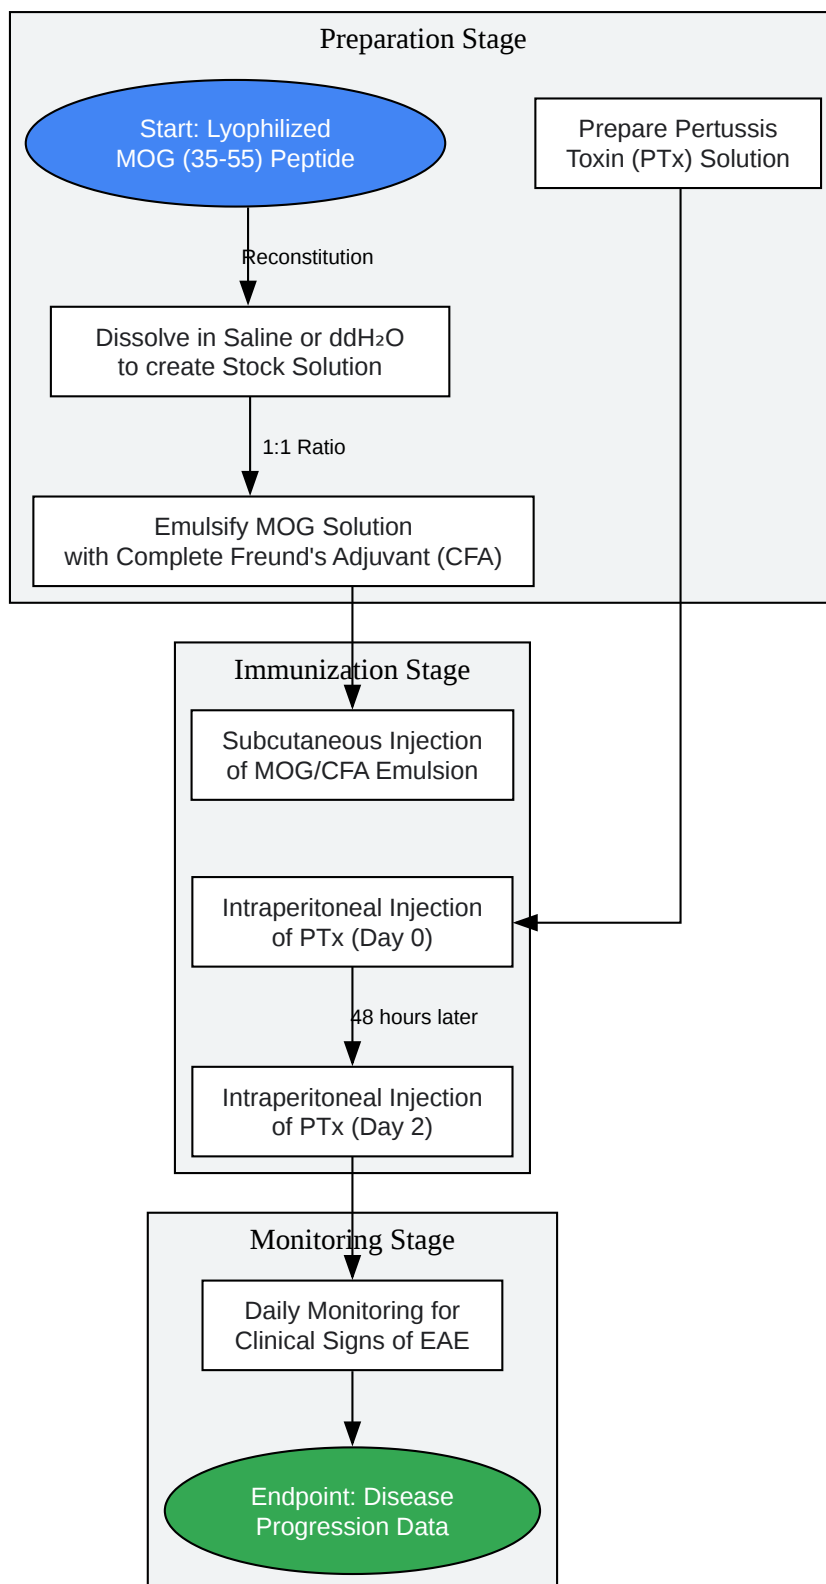 Preparation Stage
Start: Lyophilized
MOG (35-55) Peptide
Prepare Pertussis
Toxin (PTx) Solution
Reconstitution
Dissolve in Saline or ddH₂O
to create Stock Solution
1:1 Ratio
Emulsify MOG Solution
with Complete Freund's Adjuvant (CFA)
Immunization Stage
Subcutaneous Injection
of MOG/CFA Emulsion
Intraperitoneal Injection
of PTx (Day 0)
48 hours later
Intraperitoneal Injection
of PTx (Day 2)
Monitoring Stage
Daily Monitoring for
Clinical Signs of EAE
Endpoint: Disease
Progression Data